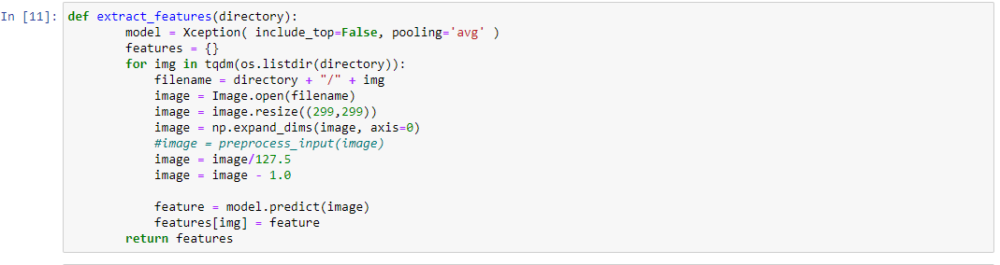 In [11]: def extract_features(directory):
        model = Xception( include_top=False, pooling='avg' )
        features = {}
        for img in tqdm(os.listdir(directory)):
            filename = directory + "/" + img
            image = Image.open(filename)
            image = image.resize((299,299))
            image = np.expand_dims(image, axis=0)
            #image = preprocess_input(image)
            image = image/127.5
            image = image - 1.0

            feature = model.predict(image)
            features[img] = feature
        return features